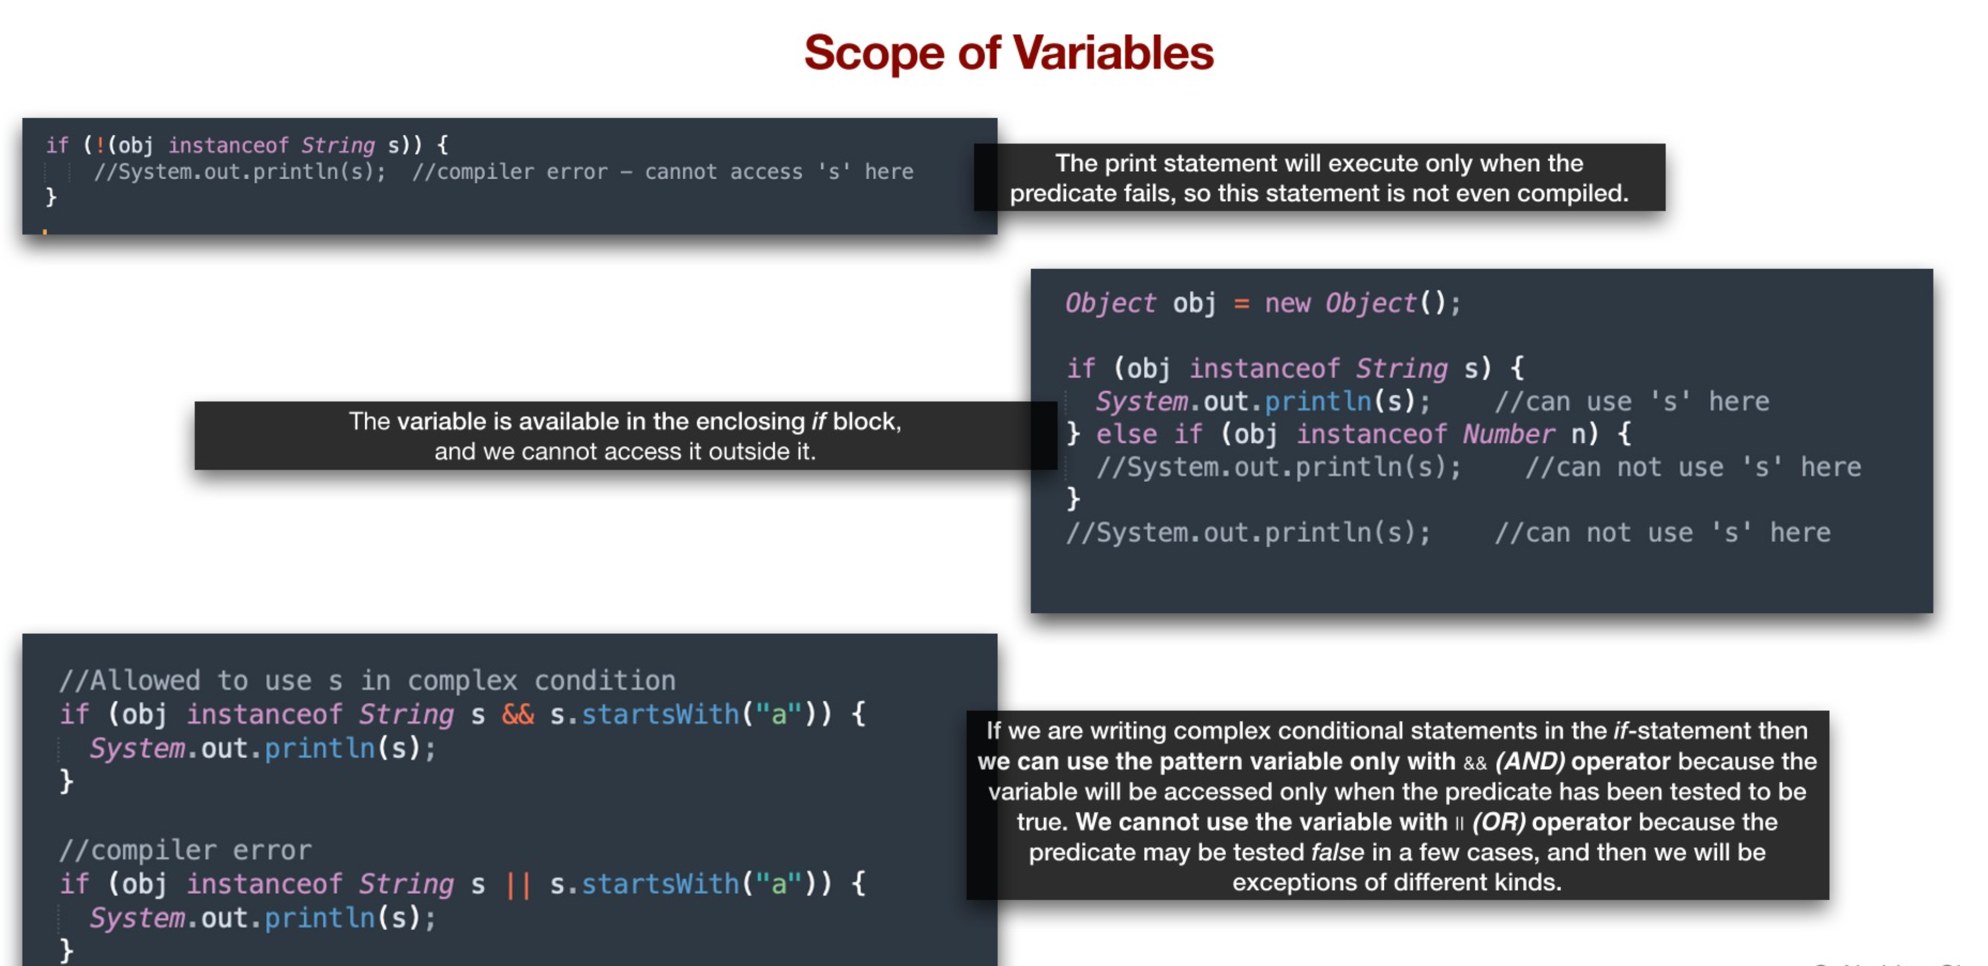 Scope of Variables
if (!(obj instanceof String s)) {
//System.out.println(s);  //compiler error – cannot access 's' here
}
The print statement will execute only when the
predicate fails, so this statement is not even compiled.
Object obj = new Object();
if (obj instanceof String s) {
System.out.println(s);    //can use 's' here
} else if (obj instanceof Number n) {
//System.out.println(s);    //can not use 's' here
}
//System.out.println(s);    //can not use 's' here
The variable is available in the enclosing if block,
and we cannot access it outside it.
//Allowed to use s in complex condition
if (obj instanceof String s && s.startsWith("a")) {
System.out.println(s);
}
//compiler error
if (obj instanceof String s || s.startsWith("a")) {
System.out.println(s);
}
If we are writing complex conditional statements in the if-statement then
we can use the pattern variable only with && (AND) operator because the
variable will be accessed only when the predicate has been tested to be
true. We cannot use the variable with || (OR) operator because the
predicate may be tested false in a few cases, and then we will be
exceptions of different kinds.